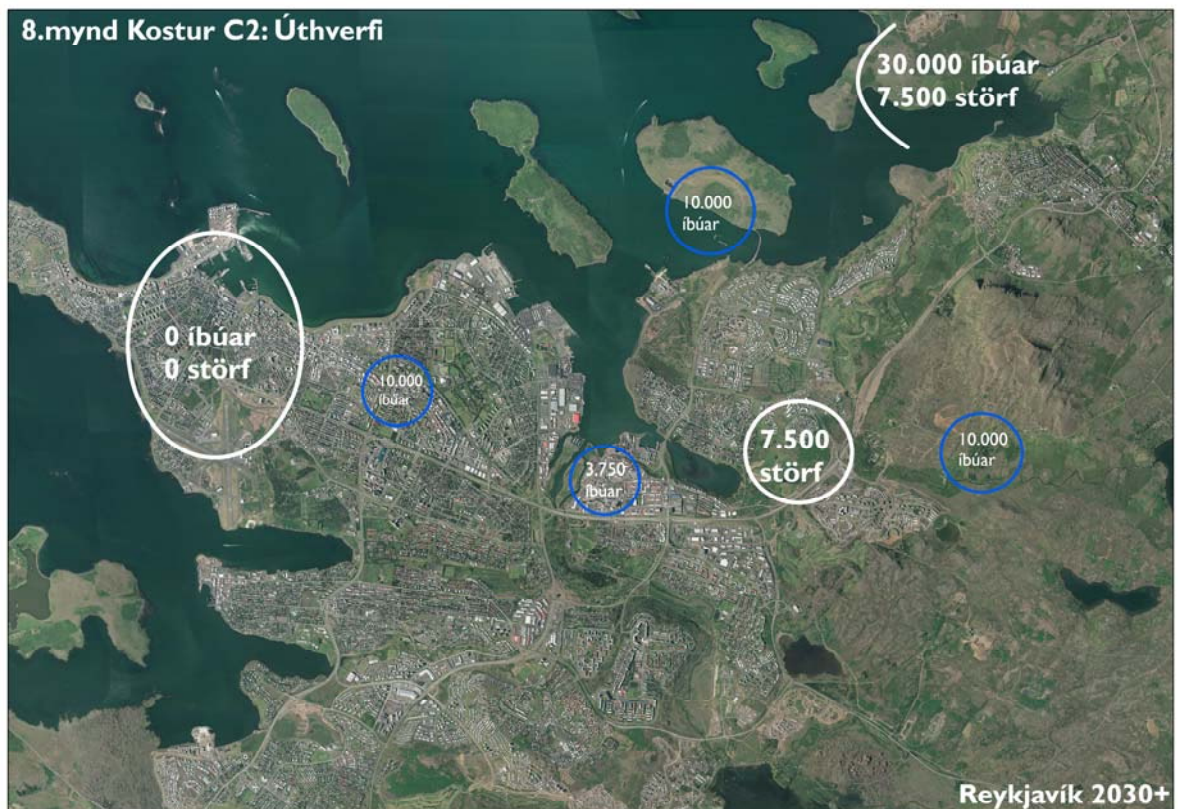 8.mynd Kostur C2: Úthverfi
30.000 íbúar
7.500 störf
10.000
íbúar
0 íbúar
0 störf
10.000
íbúar
3.750
íbúar
7.500
störf
10.000
íbúar
Reykjavík 2030+